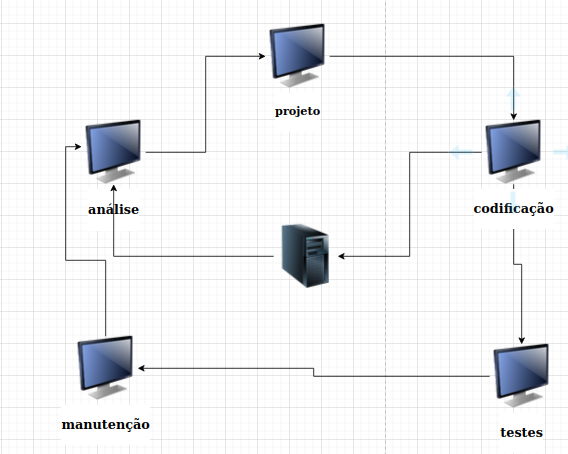 projeto
análise
codificação
manutenção
testes